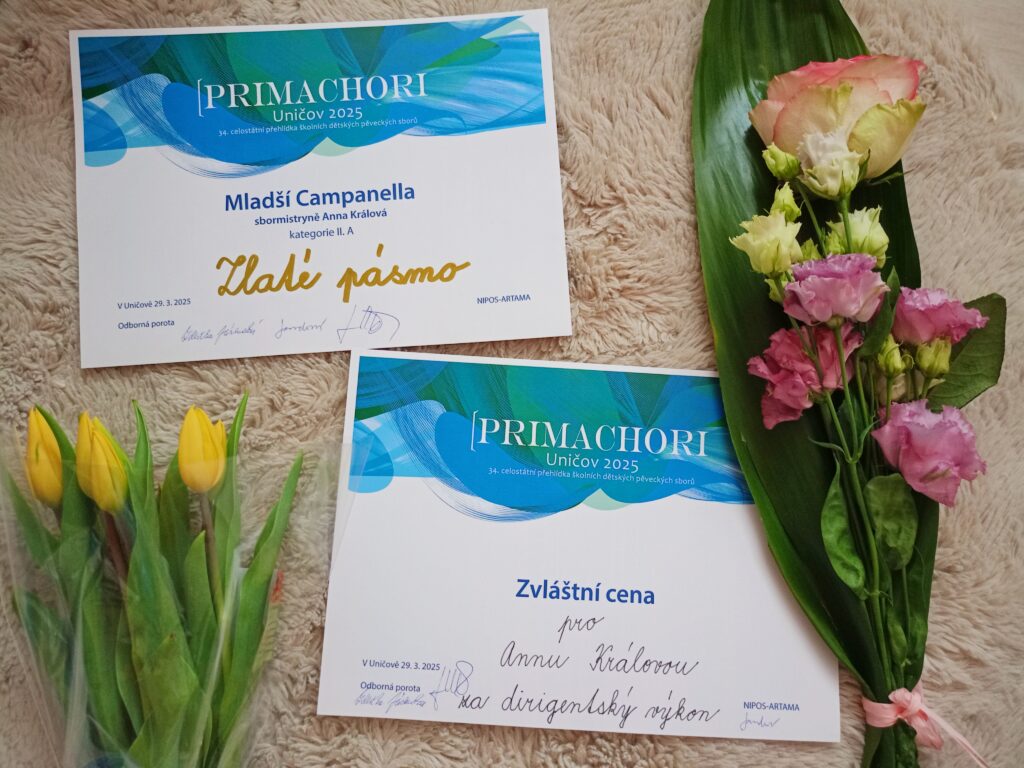 PRIMACHORI
Uničov 2025
34. celostátní přehlídka školních dětských pěveckých sborů
Mladší Campanella
sbormistryně Anna Králová
kategorie II. A
Zlaté pásmo
V Uničově 29. 3. 2025
NIPOS-ARTAMA
Odborná porota
PRIMACHORI
Uničov 2025
34. celostátní přehlídka školních dětských pěveckých sborů
Zvláštní cena
pro
Annu Královou
za dirigentský výkon
V Uničově 29. 3. 2025
Odborná porota
NIPOS-ARTAMA